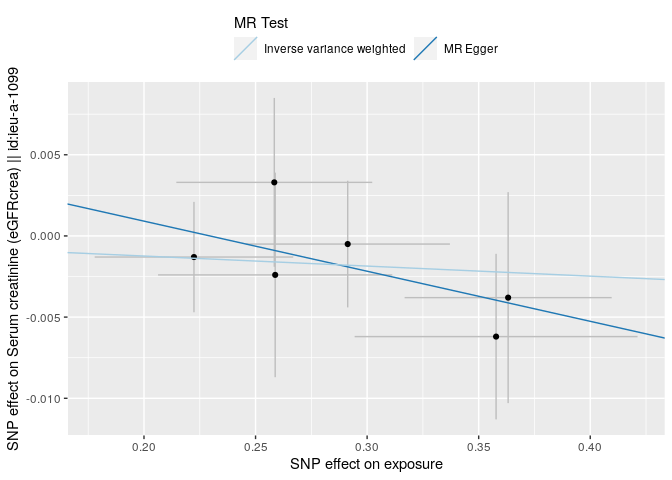 MR Test
Inverse variance weighted
MR Egger
SNP effect on Serum creatinine (eGFRcrea) || id:ieu-a-1099
0.005
0.000
-0.005
-0.010
0.20
0.25
0.30
0.35
0.40
SNP effect on exposure